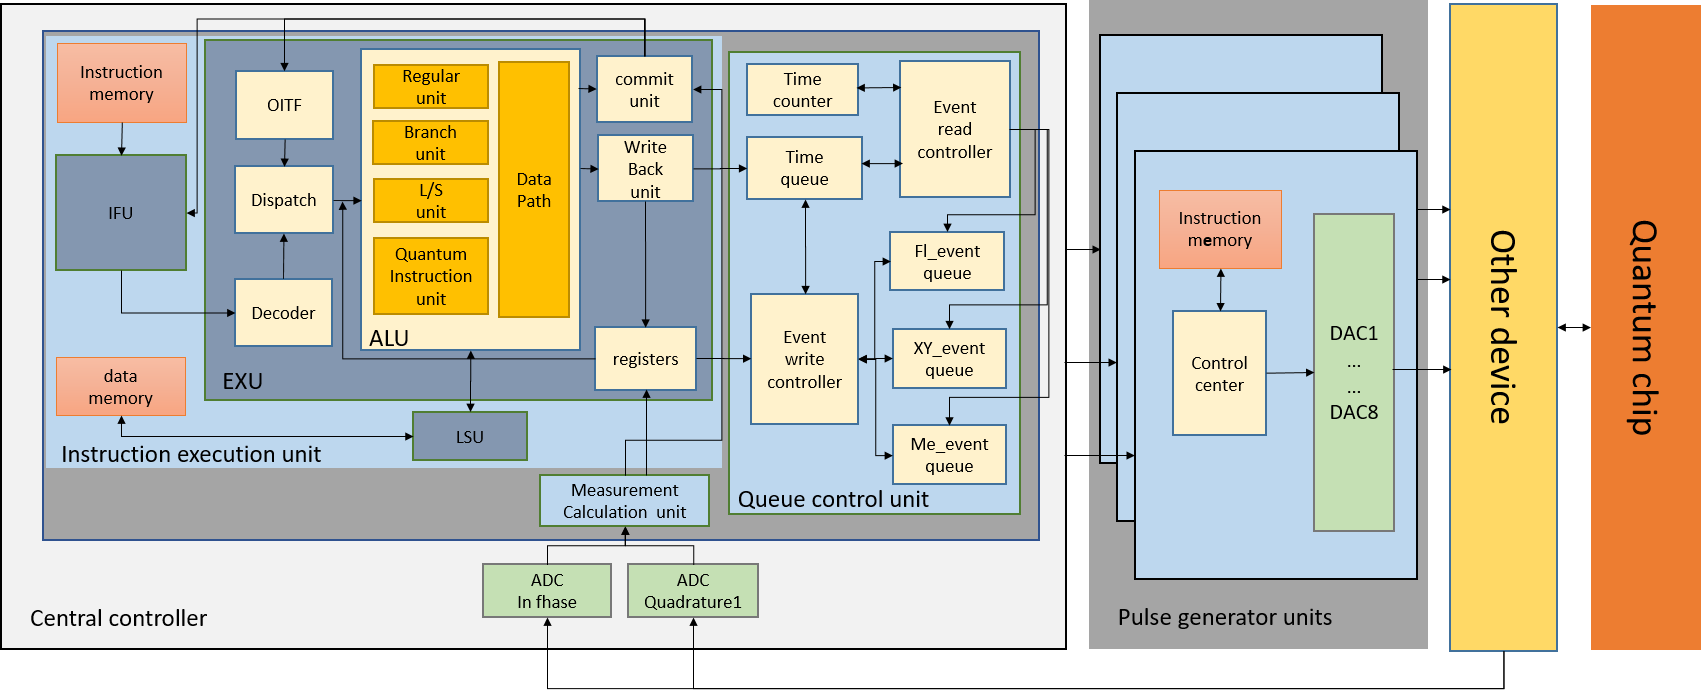 Instruction
memory
IFU
data
memory
Instruction execution unit
OITF
Dispatch
Decoder
EXU
Regular
unit
Branch
unit
L/S
unit
Quantum
Instruction
unit
Data
Path
ALU
commit
unit
Write
Back
unit
registers
LSU
Measurement
Calculation unit
Time
counter
Time
queue
Event
read
controller
Event
write
controller
Fl_event
queue
XY_event
queue
Me_event
queue
Queue control unit
ADC
In fhase
ADC
Quadrature1
Central controller
Instruction
memory
Control
center
DAC1
...
...
DAC8
Pulse generator units
Other device
Quantum chip